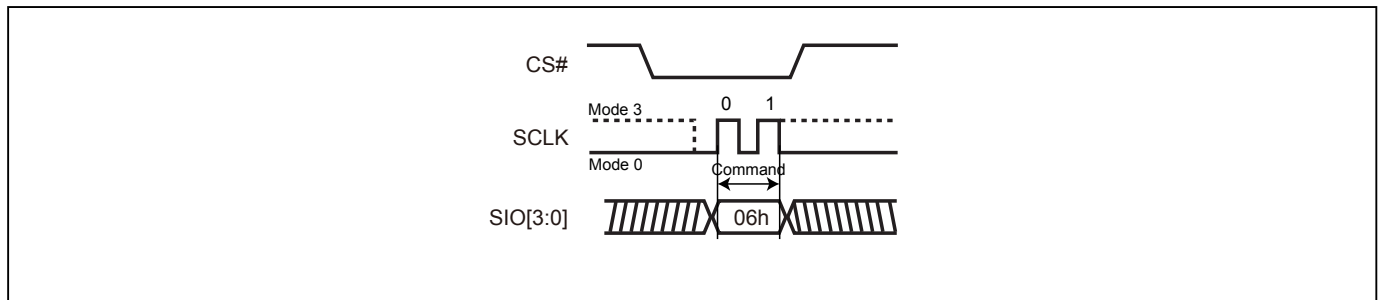 CS#
Mode 3
0 1
SCLK
Mode 0
Command
SIO[3:0]
06h